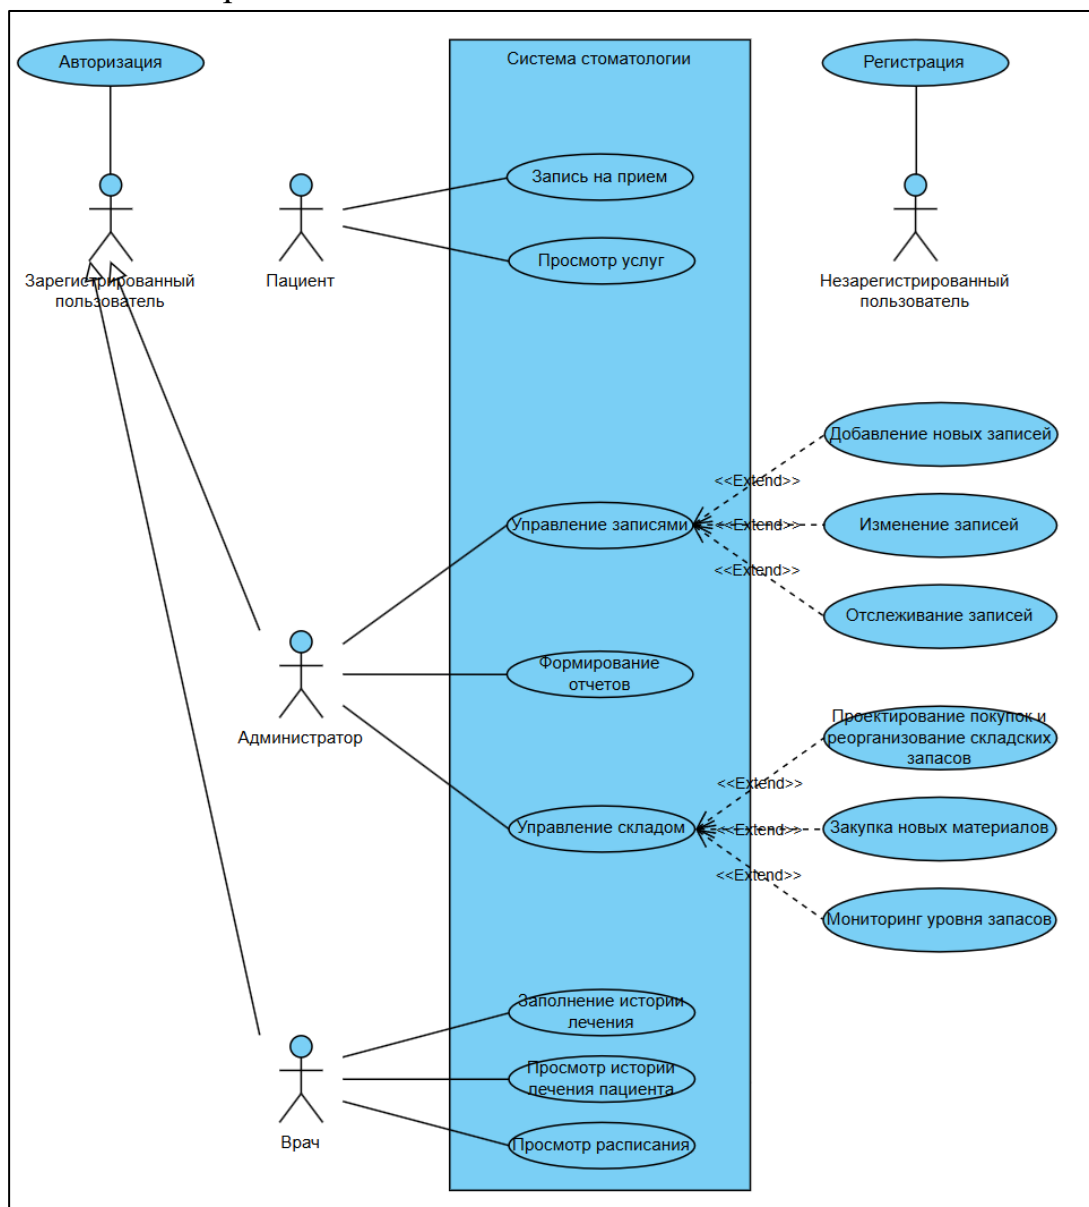 Авторизация
Система стоматологии
Регистрация
Запись на прием
Просмотр услуг
Зарегистрированный
пользователь
Пациент
Незарегистрированный
пользователь
Добавление новых записей
<<Extend>>
Управление записями
<<Extend>>
Изменение записей
<<Extend>>
Отслеживание записей
Формирование
отчетов
Администратор
Проектирование покупок и
реорганизование складских
запасов
<<Extend>>
Управление складом
<<Extend>>
Закупка новых материалов
<<Extend>>
Мониторинг уровня запасов
Заполнение истории
лечения
Просмотр истории
лечения пациента
Врач
Просмотр расписания